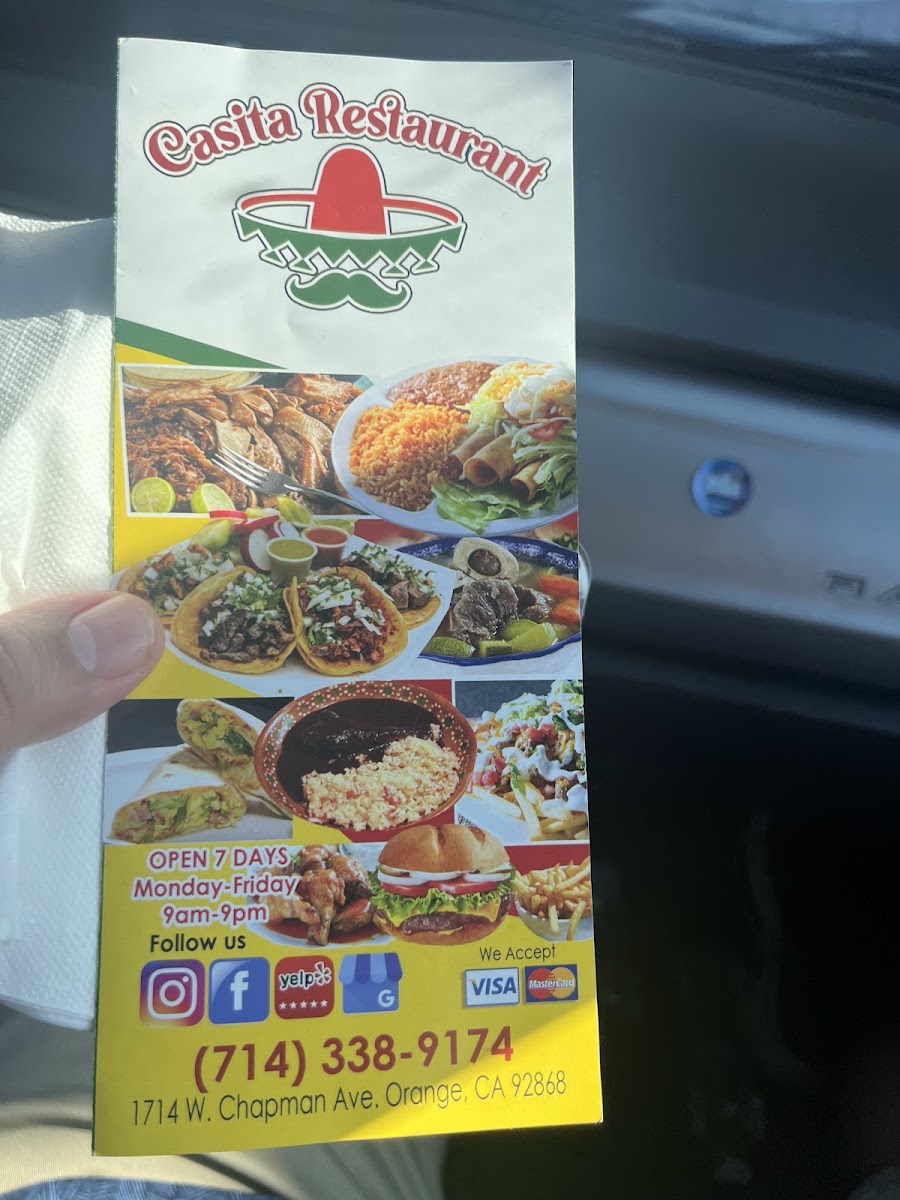 Casita Restaurant
OPEN 7 DAYS
Monday-Friday
9am-9pm
Follow us
yelp
G
We Accept
VISA
MasterCard
(714) 338-9174
1714 W. Chapman Ave. Orange, CA 92868